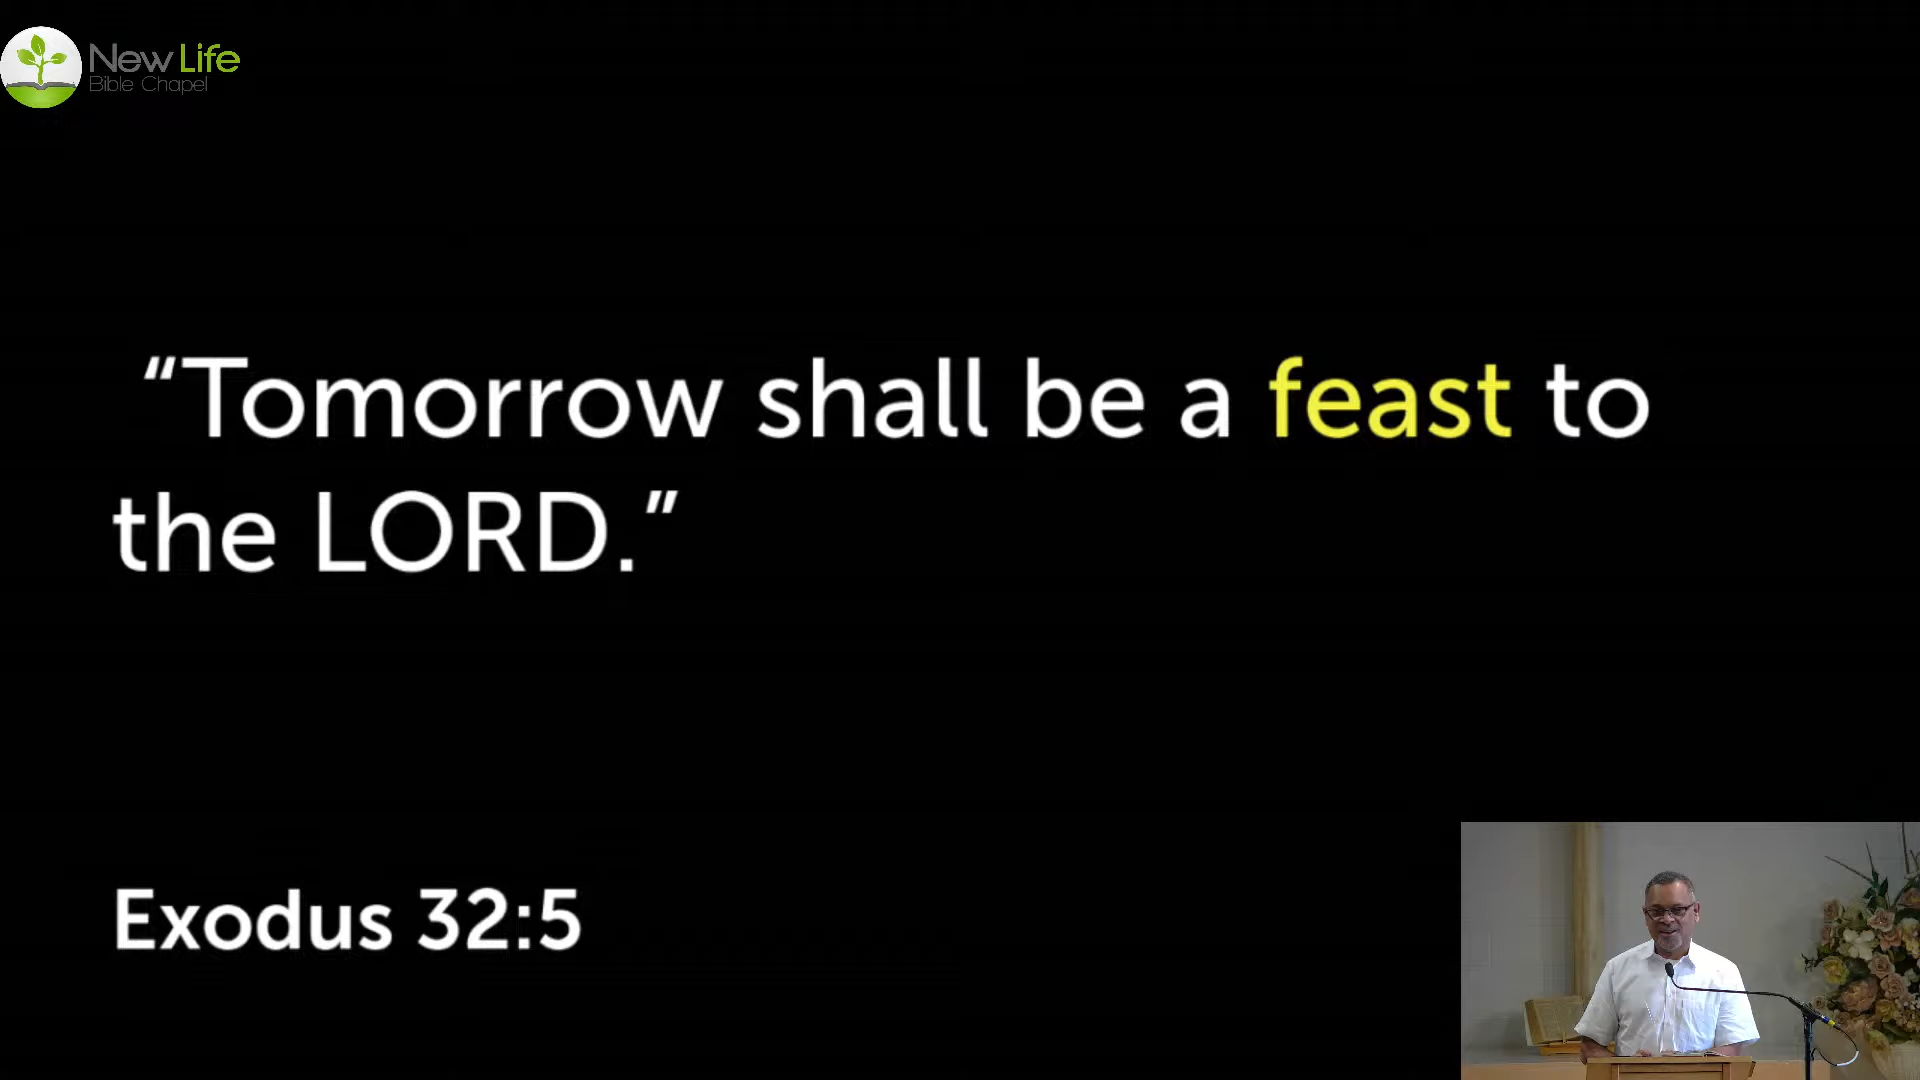 New Life
Bible Chapel
“Tomorrow shall be a feast to
the LORD.”
Exodus 32:5